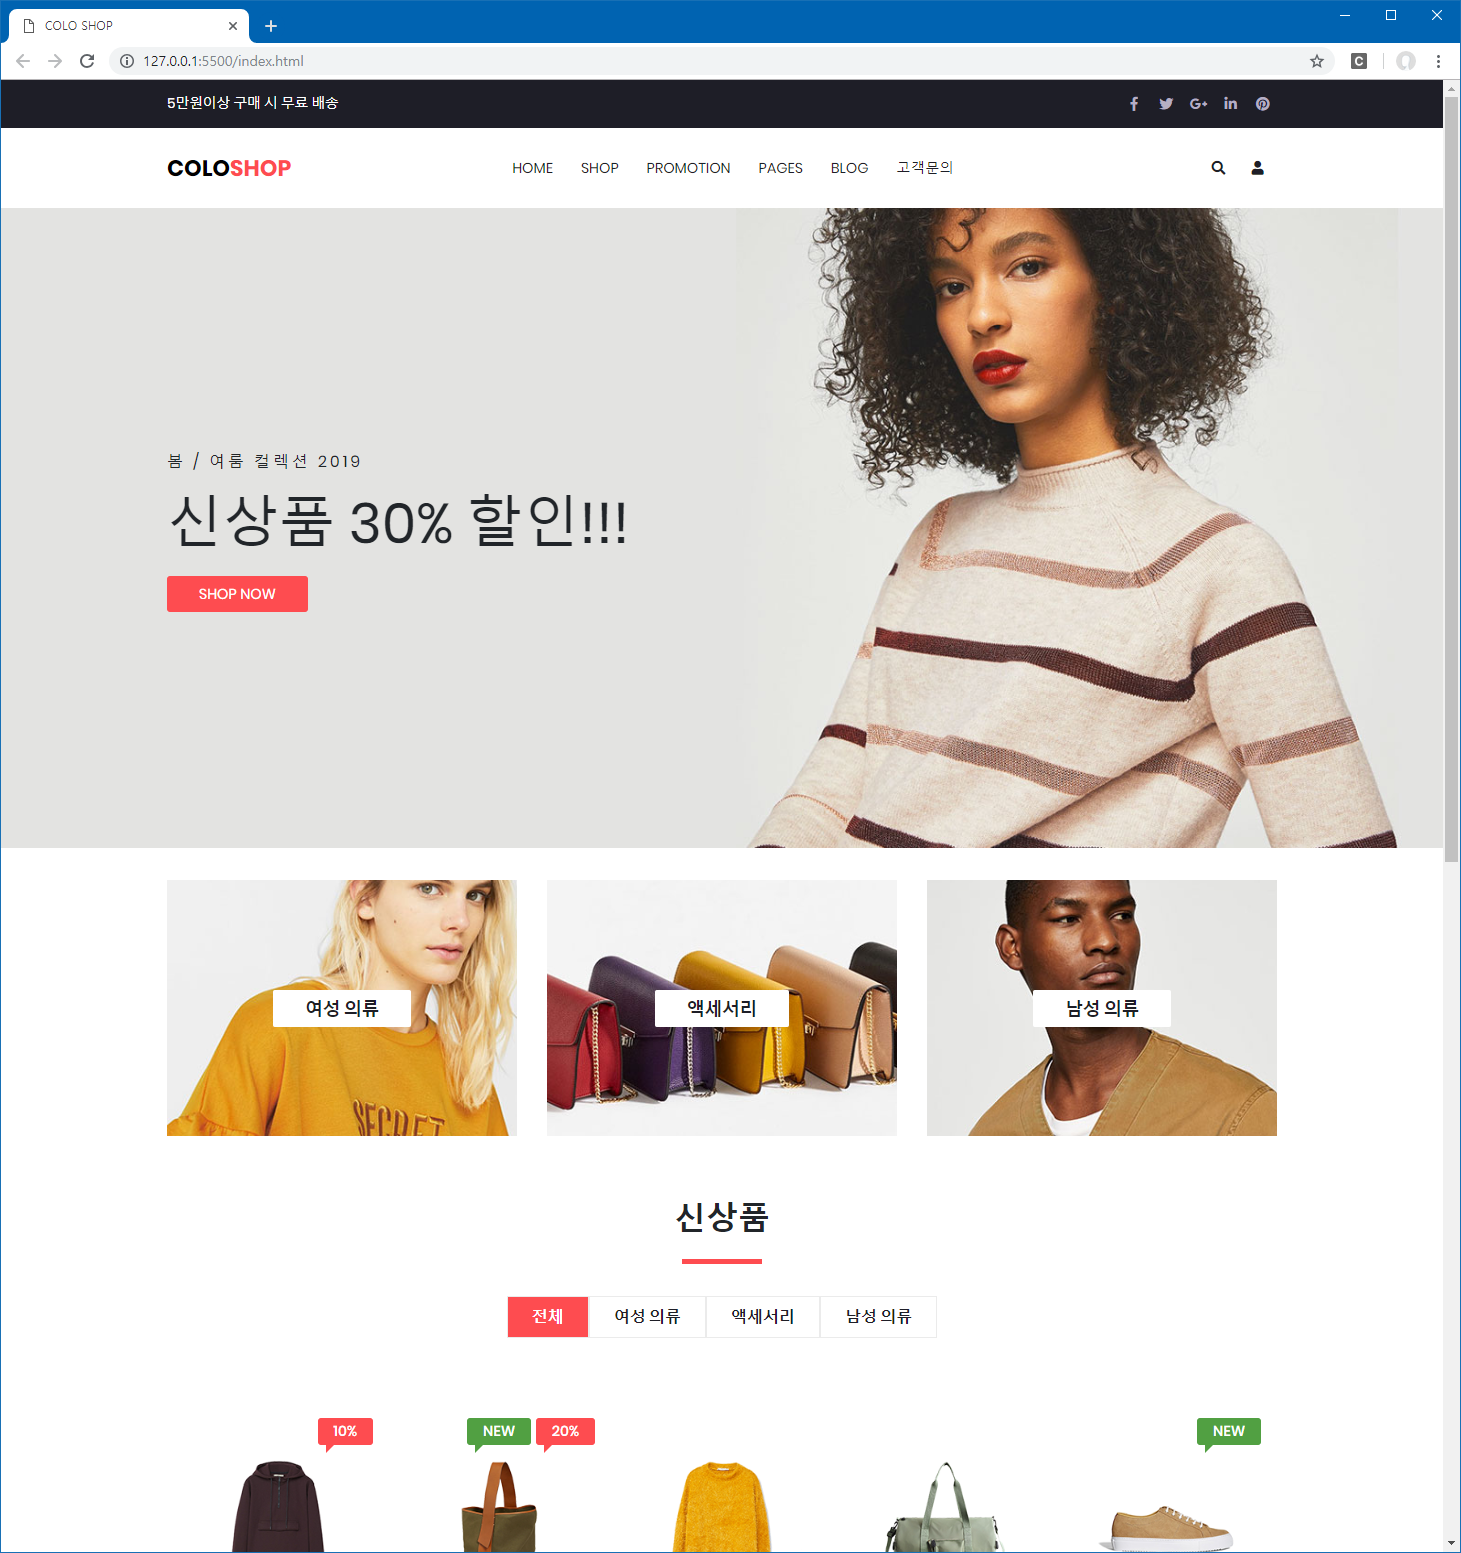 COLO SHOP
127.0.0.1:5500/index.html
C
5만원이상 구매 시 무료 배송
COLOSHOP
HOME SHOP PROMOTION PAGES BLOG 고객문의
봄 / 여름 컬렉션 2019
신상품 30% 할인!!!
SHOP NOW
여성 의류 액세서리 남성 의류
SECRET
신상품
전체 여성 의류 액세서리 남성 의류
10% NEW 20% NEW